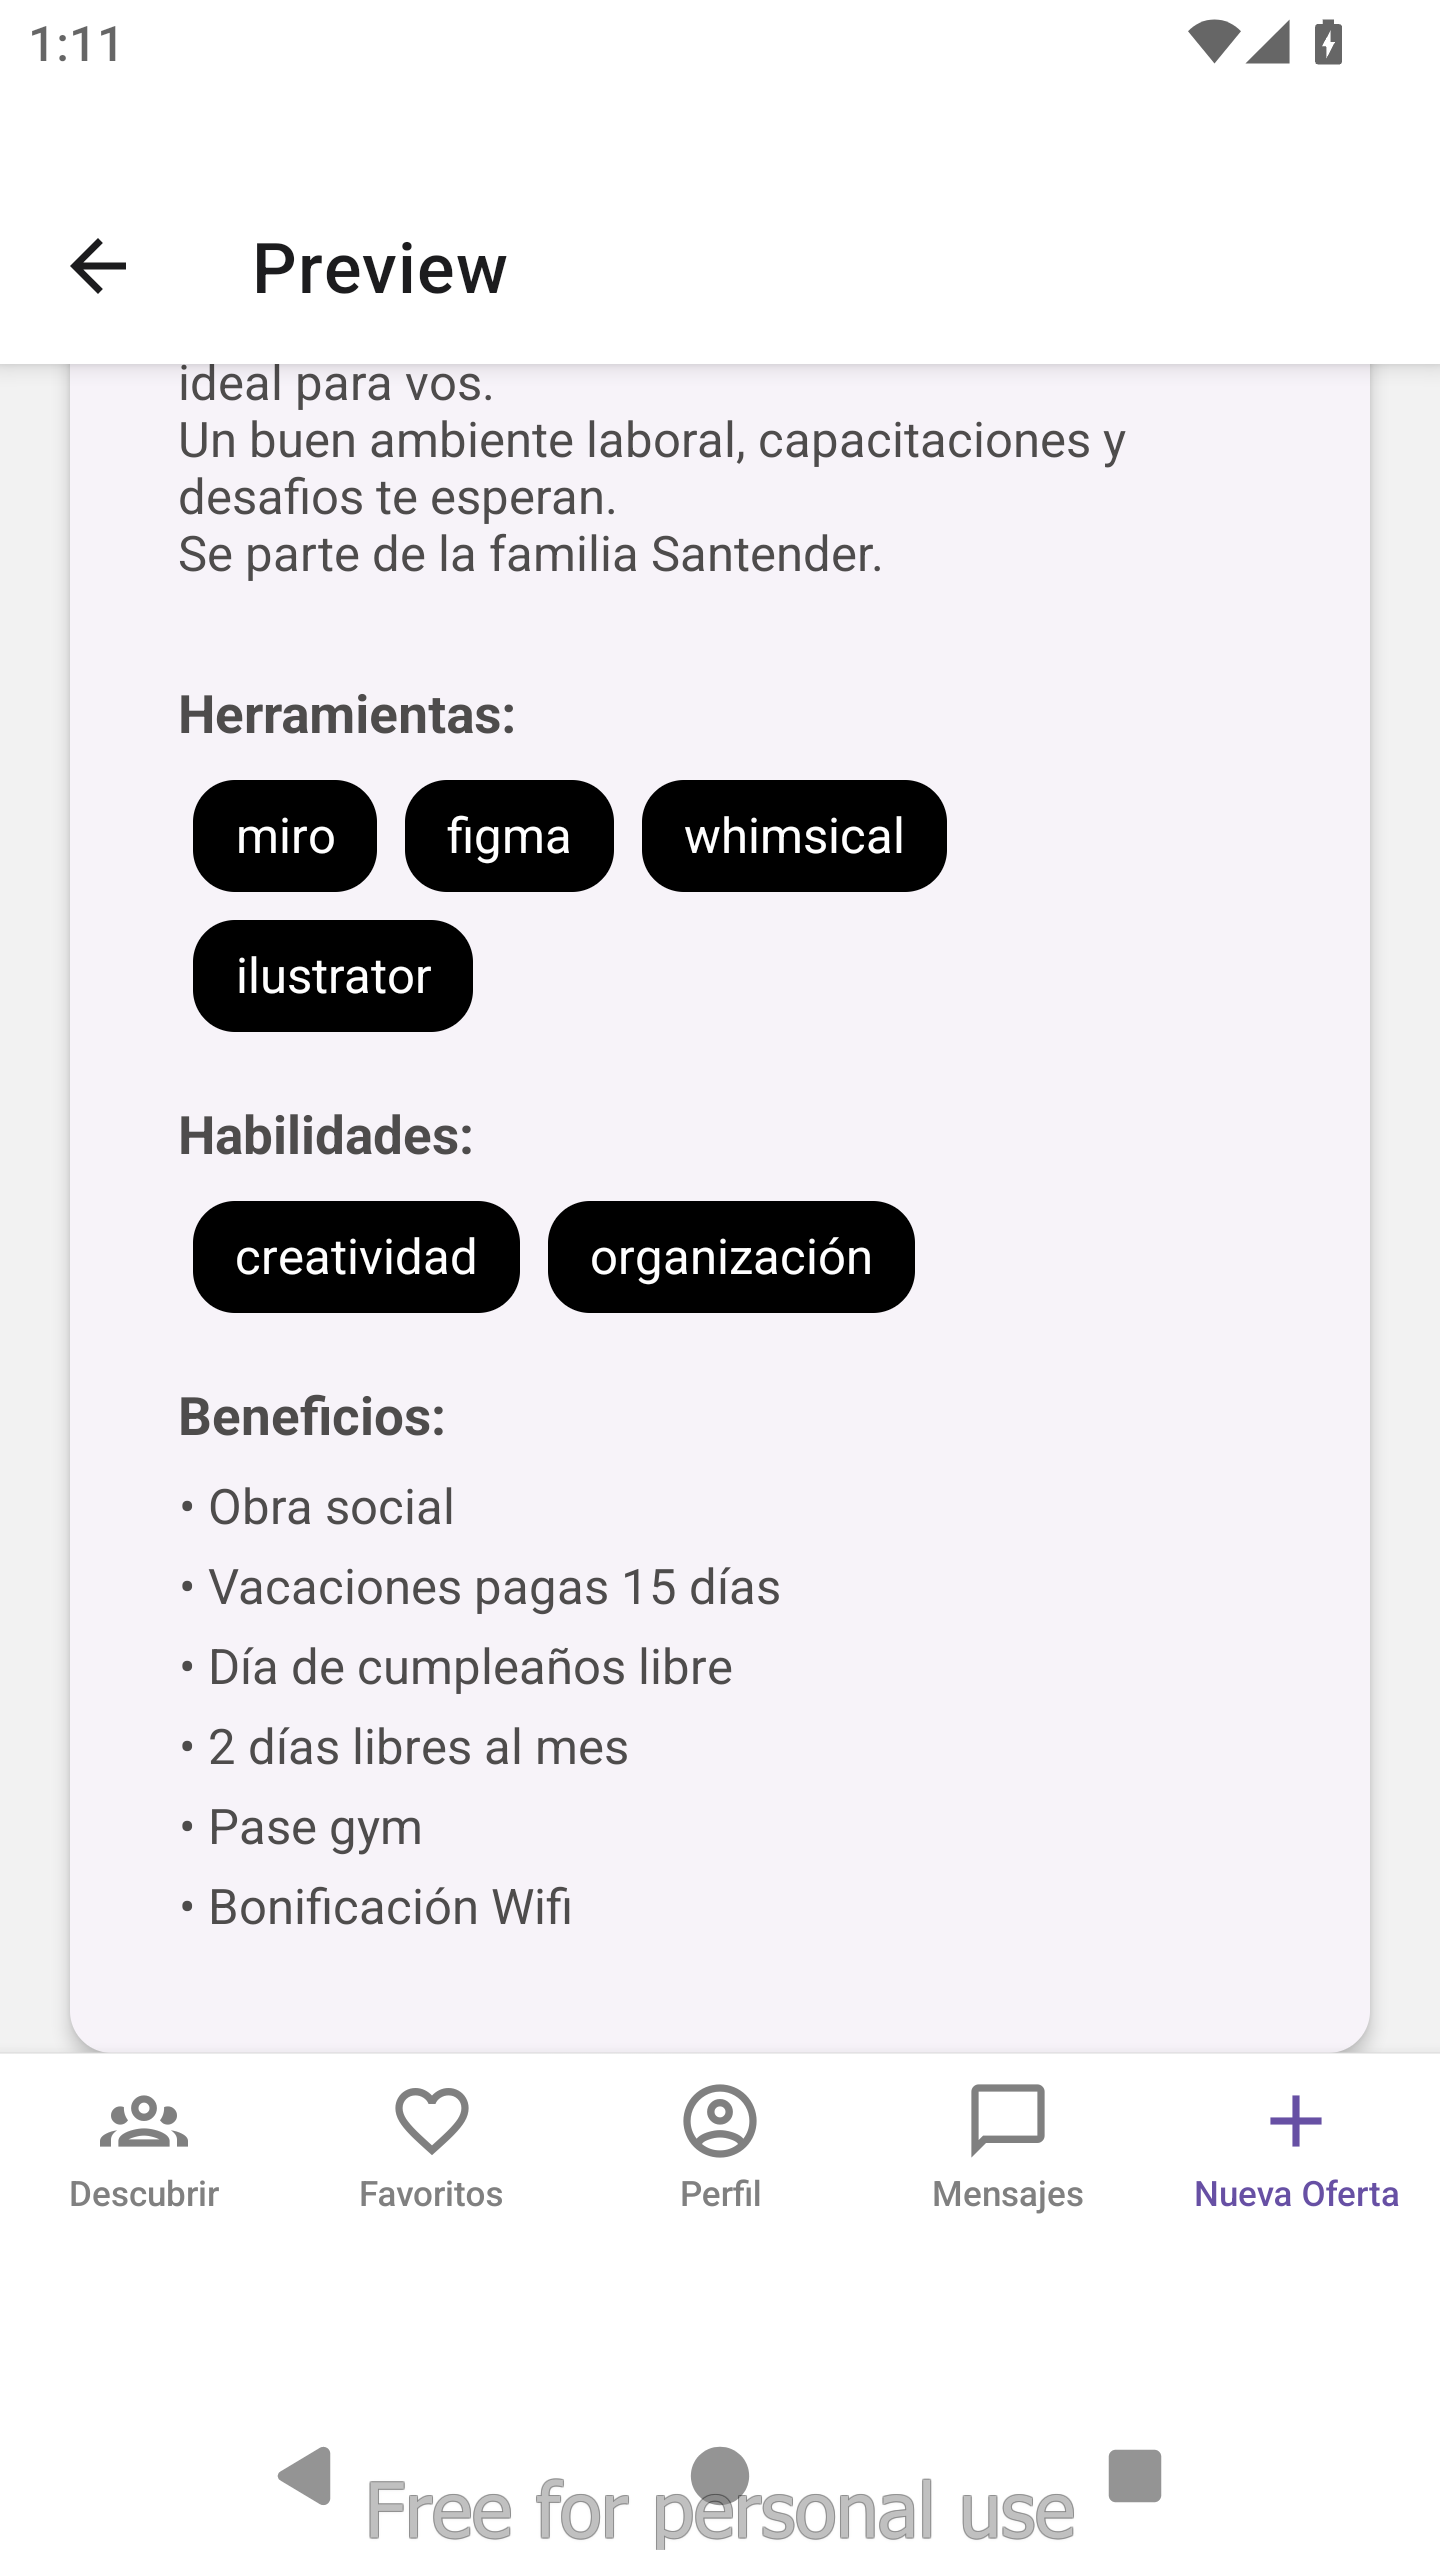 1:11
Preview
ideal para vos.
Un buen ambiente laboral, capacitaciones y
desafios te esperan.
Se parte de la familia Santender.
Herramientas:
miro figma whimsical
ilustrator
Habilidades:
creatividad organización
Beneficios:
• Obra social
• Vacaciones pagas 15 días
• Día de cumpleaños libre
• 2 días libres al mes
• Pase gym
• Bonificación Wifi
Descubrir Favoritos Perfil Mensajes Nueva Oferta
Free for personal use